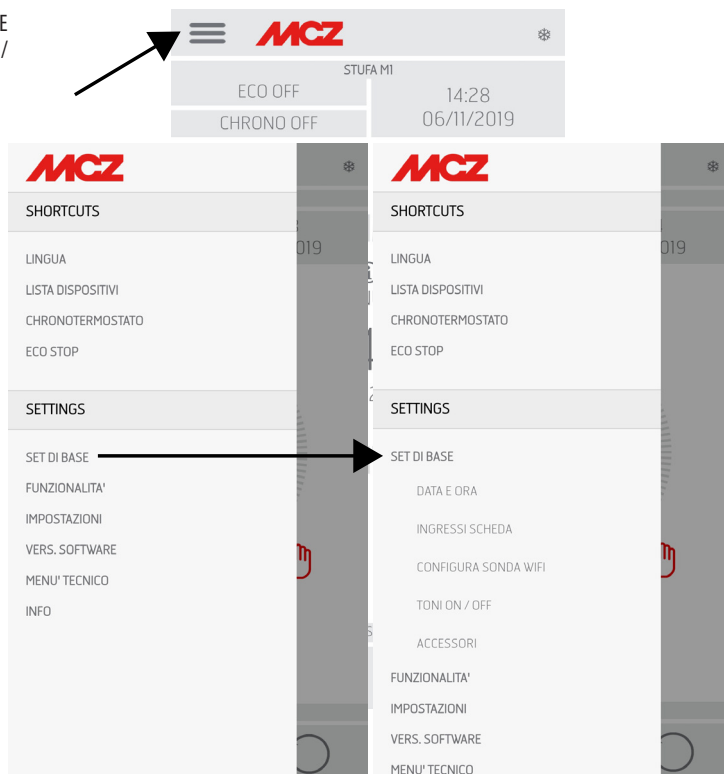 E
/
MCZ
STUFA M1
ECO OFF
14:28
CHRONO OFF
06/11/2019
MCZ
SHORTCUTS
019
LINGUA
LISTA DISPOSITIVI
CHRONOTERMOSTATO
ECO STOP
SETTINGS
SET DI BASE
FUNZIONALITA'
IMPOSTAZIONI
VERS. SOFTWARE
MENU' TECNICO
INFO
MCZ
SHORTCUTS
019
LINGUA
LISTA DISPOSITIVI
CHRONOTERMOSTATO
ECO STOP
SETTINGS
SET DI BASE
DATA E ORA
INGRESSI SCHEDA
CONFIGURA SONDA WIFI
TONI ON / OFF
ACCESSORI
FUNZIONALITA'
IMPOSTAZIONI
VERS. SOFTWARE
MENU' TECNICO